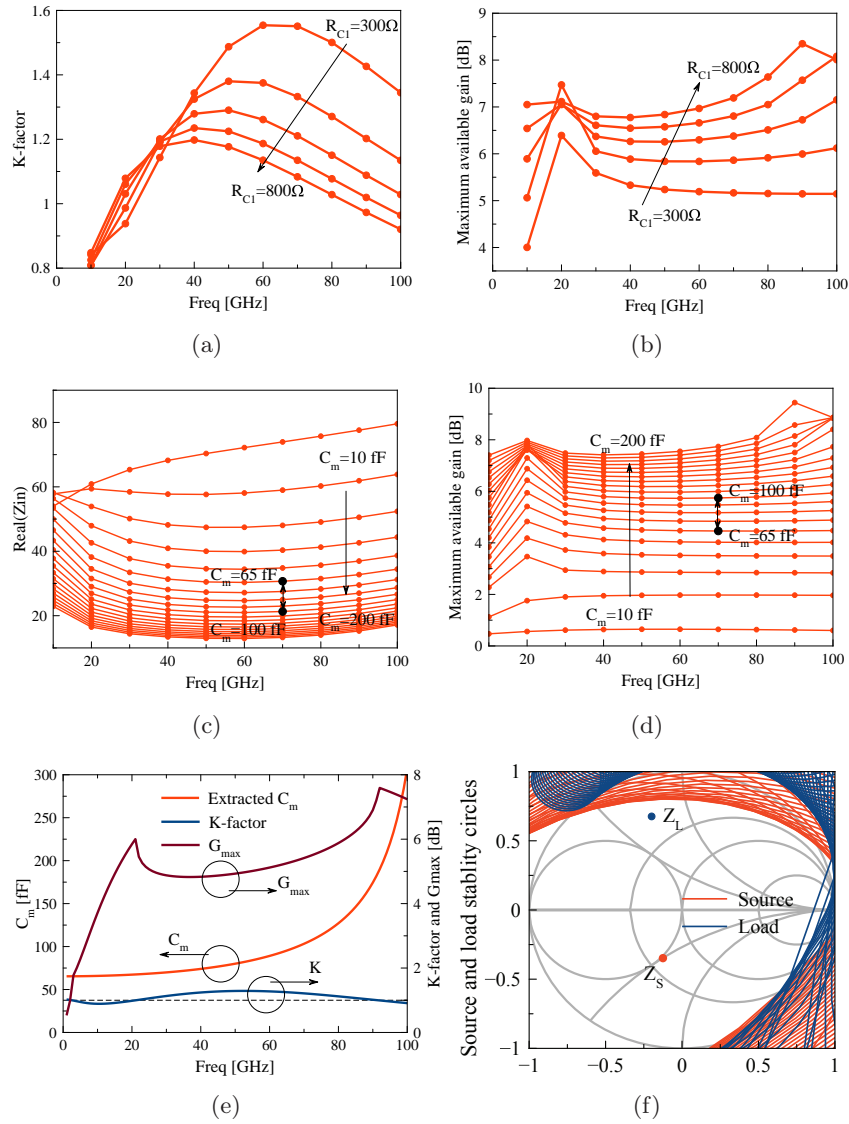 1.6
1.4
1.2
1
0.8
K-factor
R_C1=300Ω
R_C1=800Ω
0 20 40 60 80 100
Freq [GHz]
(a)
9
8
7
6
5
4
Maximum available gain [dB]
R_C1=800Ω
R_C1=300Ω
0 20 40 60 80 100
Freq [GHz]
(b)
80
60
40
20
Real(Zin)
C_m=10 fF
C_m=65 fF
C_m=100 fF
C_m=200 fF
20 40 60 80 100
Freq [GHz]
(c)
10
8
6
4
2
0
Maximum available gain [dB]
C_m=200 fF
C_m=100 fF
C_m=65 fF
C_m=10 fF
20 40 60 80 100
Freq [GHz]
(d)
300
250
200
150
100
50
0
C_m [fF]
Extracted C_m
K-factor
G_max
G_max
C_m
K
8
6
4
2
0
K-factor and Gmax [dB]
0 20 40 60 80 100
Freq [GHz]
(e)
1
0.5
0
−0.5
−1
Source and load stablity circles
Z_L
Source
Load
Z_S
−1 −0.5 0 0.5 1
(f)